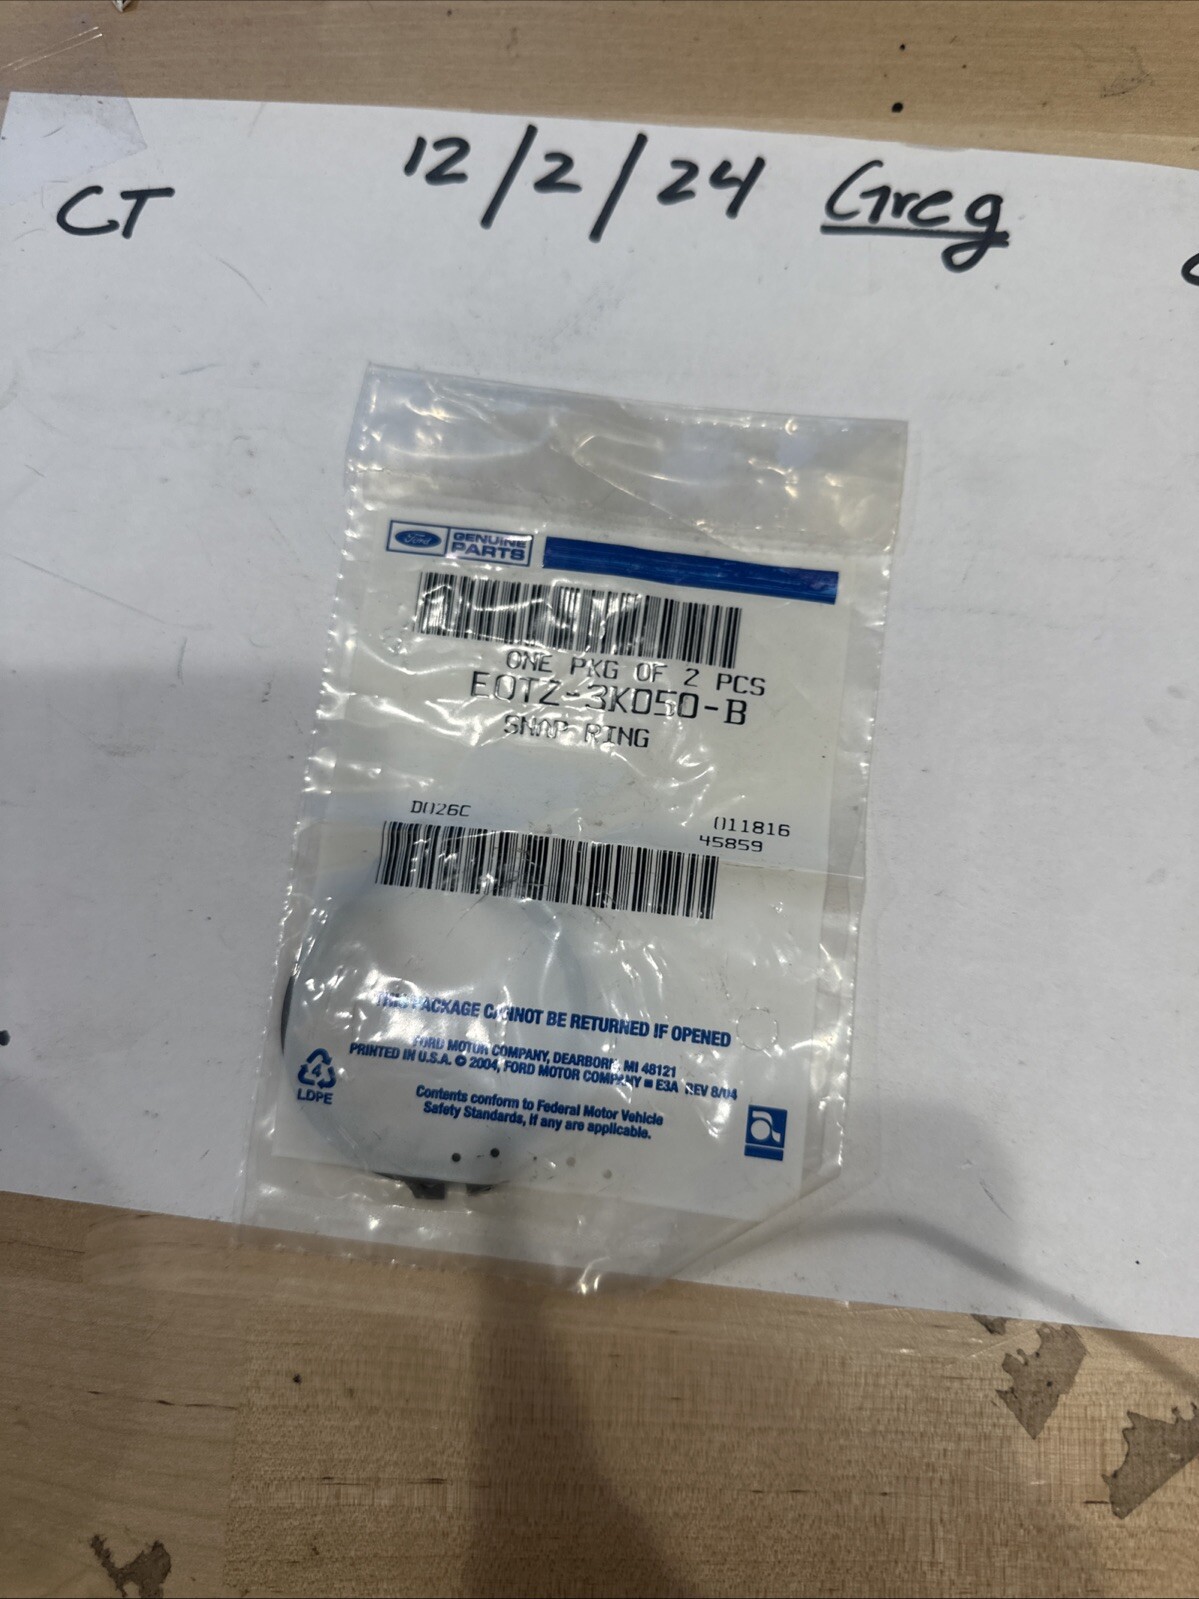 CT
12/2/24 Greg
Ford GENUINE PARTS
ONE PKG OF 2 PCS
E0TZ-3K050-B
SNAP RING
D026C
011816
45859
THIS PACKAGE CANNOT BE RETURNED IF OPENED
FORD MOTOR COMPANY, DEARBORN, MI 48121
PRINTED IN U.S.A. © 2004, FORD MOTOR COMPANY ■ E3A REV 8/04
Contents conform to Federal Motor Vehicle
Safety Standards, if any are applicable.
4
LDPE